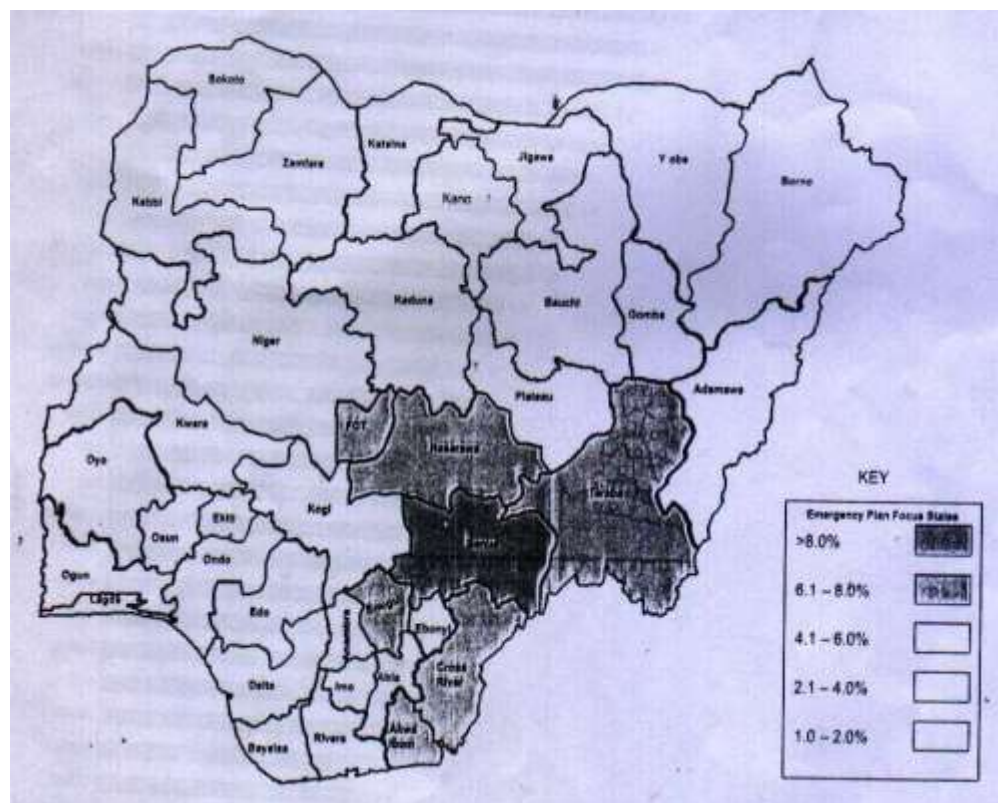 Bokoto
Katsina
Jigawa
Yobe
Borno
Zamfara
Kebbi
Kano
Kaduna
Bauchi
Gombe
Niger
Plateau
Adamawa
FCT
Nasarawa
Kwara
Oyo
Taraba
Kogi
Ekiti
Osun
Ondo
Ogun
Lagos
Edo
Enugu
Ebonyi
Cross
River
Delta
Imo
Abia
Akwa
Ibom
Rivers
Bayelsa
KEY
Emergency Plan Focus States
>8.0%
6.1 – 8.0%
4.1 – 6.0%
2.1 – 4.0%
1.0 – 2.0%